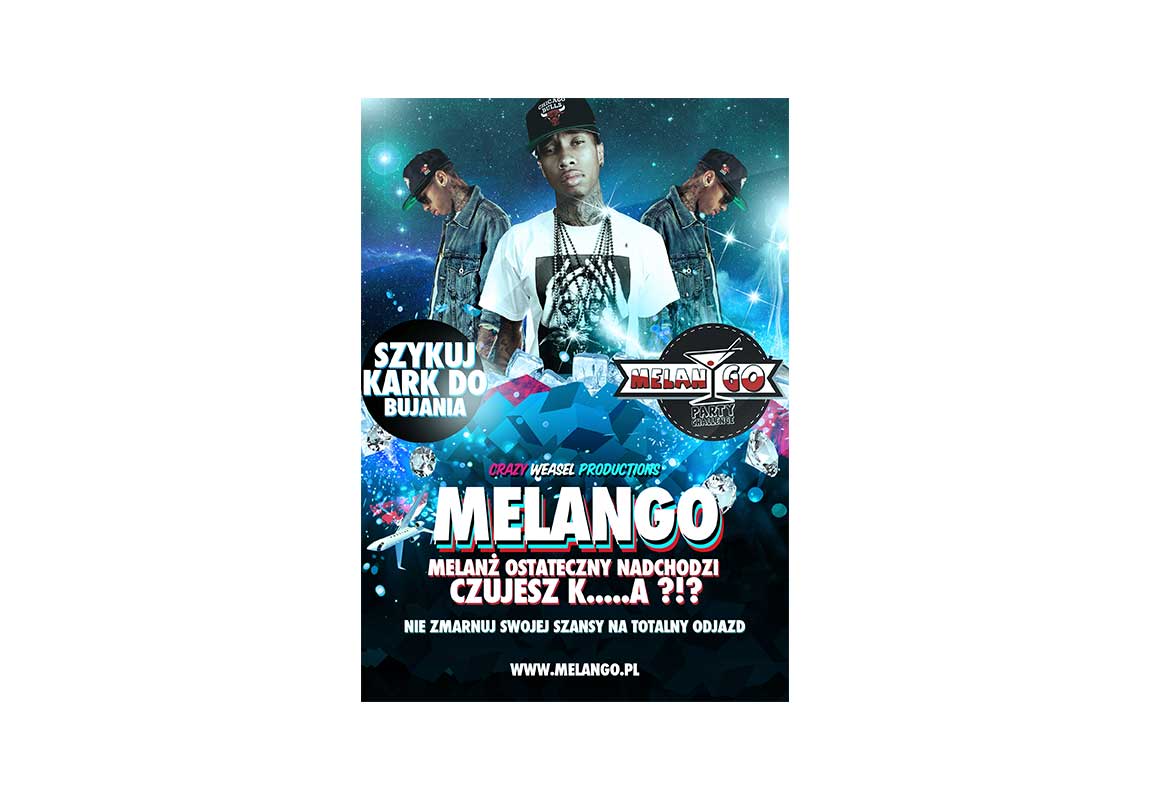 CHICAGO
BULLS
SZYKUJ
KARK DO
BUJANIA
MELANGO
PARTY
CHALLENGE
CRAZY WEASEL PRODUCTIONS
MELANGO
MELANŻ OSTATECZNY NADCHODZI
CZUJESZ K.....A ?!?
NIE ZMARNUJ SWOJEJ SZANSY NA TOTALNY ODJAZD
WWW.MELANGO.PL